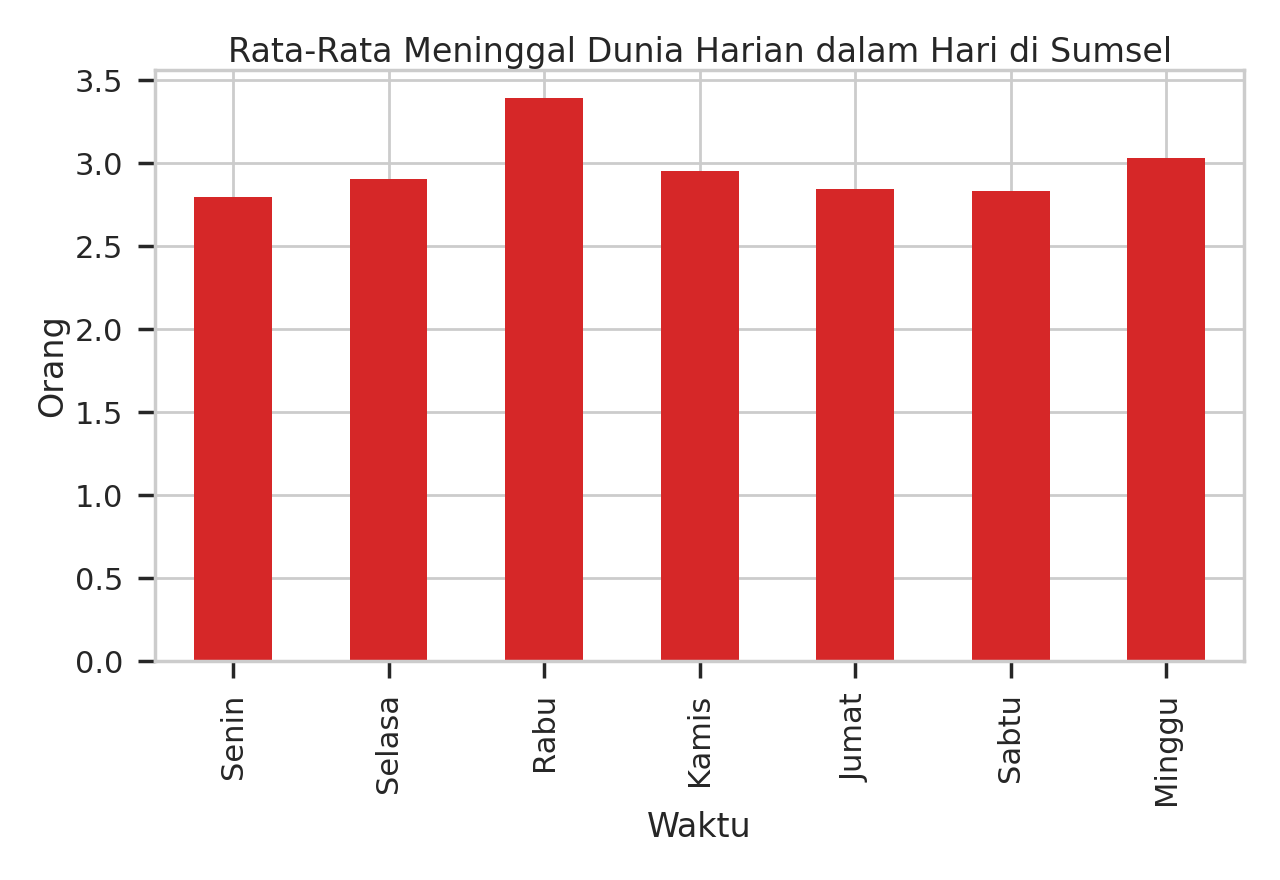 Rata-Rata Meninggal Dunia Harian dalam Hari di Sumsel
3.5
3.0
2.5
2.0
1.5
1.0
0.5
0.0
Orang
Senin
Selasa
Rabu
Kamis
Jumat
Sabtu
Minggu
Waktu